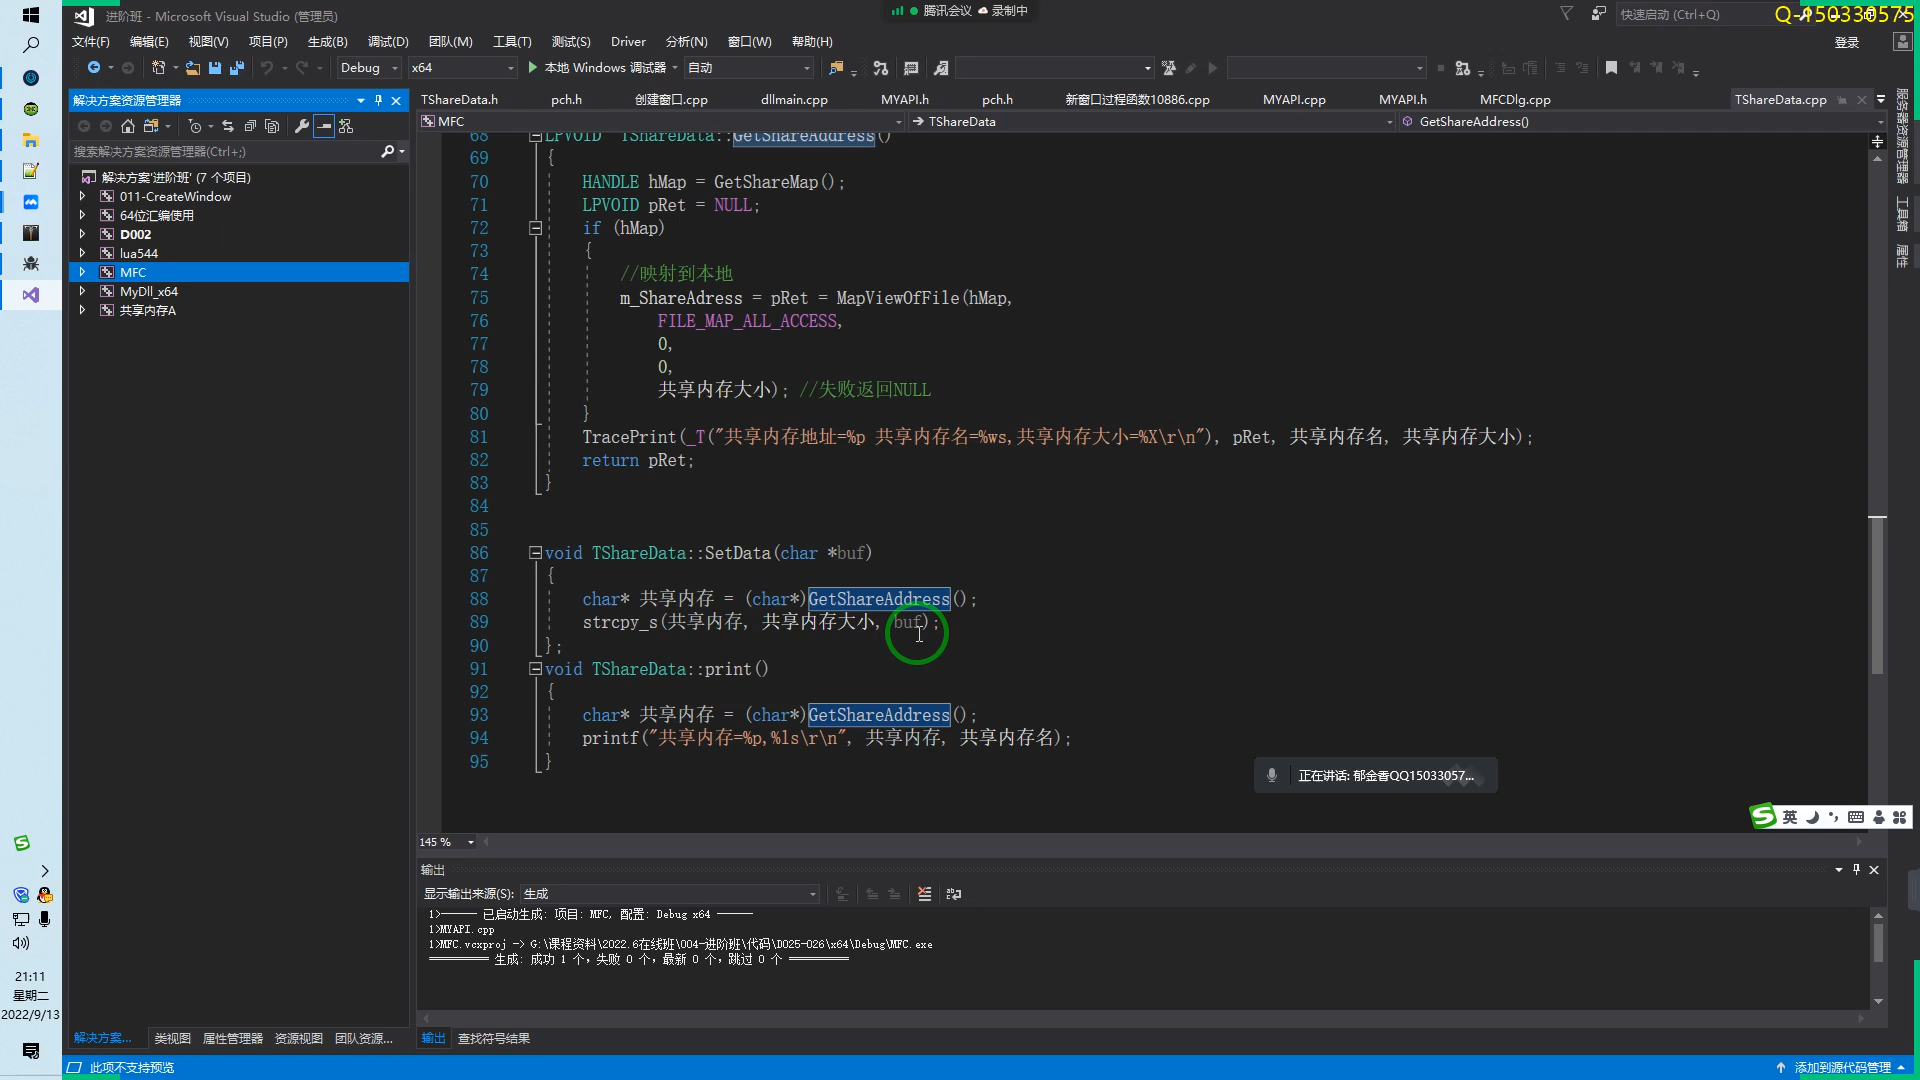 进阶班 - Microsoft Visual Studio (管理员)
腾讯会议 录制中
快速启动 (Ctrl+Q)
Q-150330575
文件(F) 编辑(E) 视图(V) 项目(P) 生成(B) 调试(D) 团队(M) 工具(T) 测试(S) Driver 分析(N) 窗口(W) 帮助(H)
登录
Debug x64 本地 Windows 调试器 自动
解决方案资源管理器
搜索解决方案资源管理器(Ctrl+;)
解决方案'进阶班' (7 个项目)
011-CreateWindow
64位汇编使用
D002
lua544
MFC
MyDll_x64
共享内存A
TShareData.h pch.h 创建窗口.cpp dllmain.cpp MYAPI.h pch.h 新窗口过程函数10886.cpp MYAPI.cpp MYAPI.h MFCDlg.cpp TShareData.cpp
MFC TShareData GetShareAddress()
68 LPVOID TShareData::GetShareAddress()
69 {
70 HANDLE hMap = GetShareMap();
71 LPVOID pRet = NULL;
72 if (hMap)
73 {
74 //映射到本地
75 m_ShareAdress = pRet = MapViewOfFile(hMap,
76 FILE_MAP_ALL_ACCESS,
77 0,
78 0,
79 共享内存大小); //失败返回NULL
80 }
81 TracePrint(_T("共享内存地址=%p 共享内存名=%ws,共享内存大小=%X\r\n"), pRet, 共享内存名, 共享内存大小);
82 return pRet;
83 }
84
85
86 void TShareData::SetData(char *buf)
87 {
88 char* 共享内存 = (char*)GetShareAddress();
89 strcpy_s(共享内存, 共享内存大小, buf);
90 };
91 void TShareData::print()
92 {
93 char* 共享内存 = (char*)GetShareAddress();
94 printf("共享内存=%p,%ls\r\n", 共享内存, 共享内存名);
95 }
正在讲话: 郁金香QQ15033057...
英
145 %
输出
显示输出来源(S): 生成
1>------ 已启动生成: 项目: MFC, 配置: Debug x64 ------
1>MYAPI.cpp
1>MFC.vcxproj -> G:\课程资料\2022.6在线班\004-进阶班\代码\D025-026\x64\Debug\MFC.exe
========== 生成: 成功 1 个，失败 0 个，最新 0 个，跳过 0 个 ==========
解决方案... 类视图 属性管理器 资源视图 团队资源...
输出 查找符号结果
此项不支持预览
添加到源代码管理
服务器资源管理器
工具箱
属性
21:11
星期二
2022/9/13